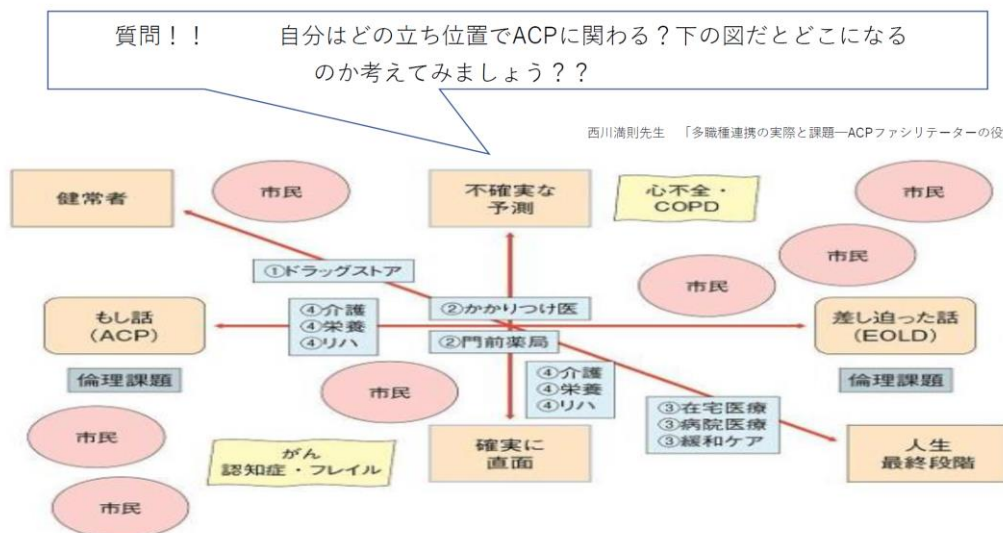 質問！！ 自分はどの立ち位置でACPに関わる？下の図だとどこになる
のか考えてみましょう？？
西川満則先生 「多職種連携の実際と課題―ACPファシリテーターの役
健常者
市民
不確実な
予測
心不全・
COPD
市民
市民
市民
①ドラッグストア
もし話
(ACP)
④介護
④栄養
④リハ
②かかりつけ医
②門前薬局
差し迫った話
(EOLD)
倫理課題
市民
④介護
④栄養
④リハ
倫理課題
市民
がん
認知症・フレイル
確実に
直面
③在宅医療
③病院医療
③緩和ケア
人生
最終段階
市民